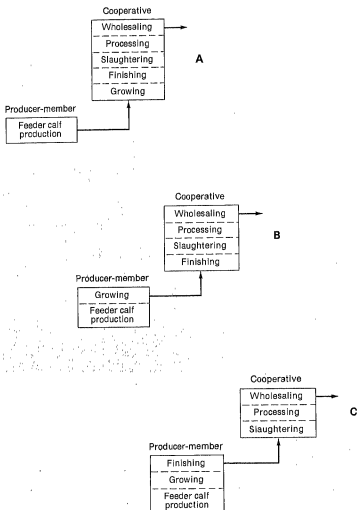 Cooperative
Wholesaling
Processing
Slaughtering
Finishing
Growing
A
Producer-member
Feeder calf
production
Cooperative
Wholesaling
Processing
Slaughtering
Finishing
B
Producer-member
Growing
Feeder calf
production
Cooperative
Wholesaling
Processing
Slaughtering
C
Producer-member
Finishing
Growing
Feeder calf
production